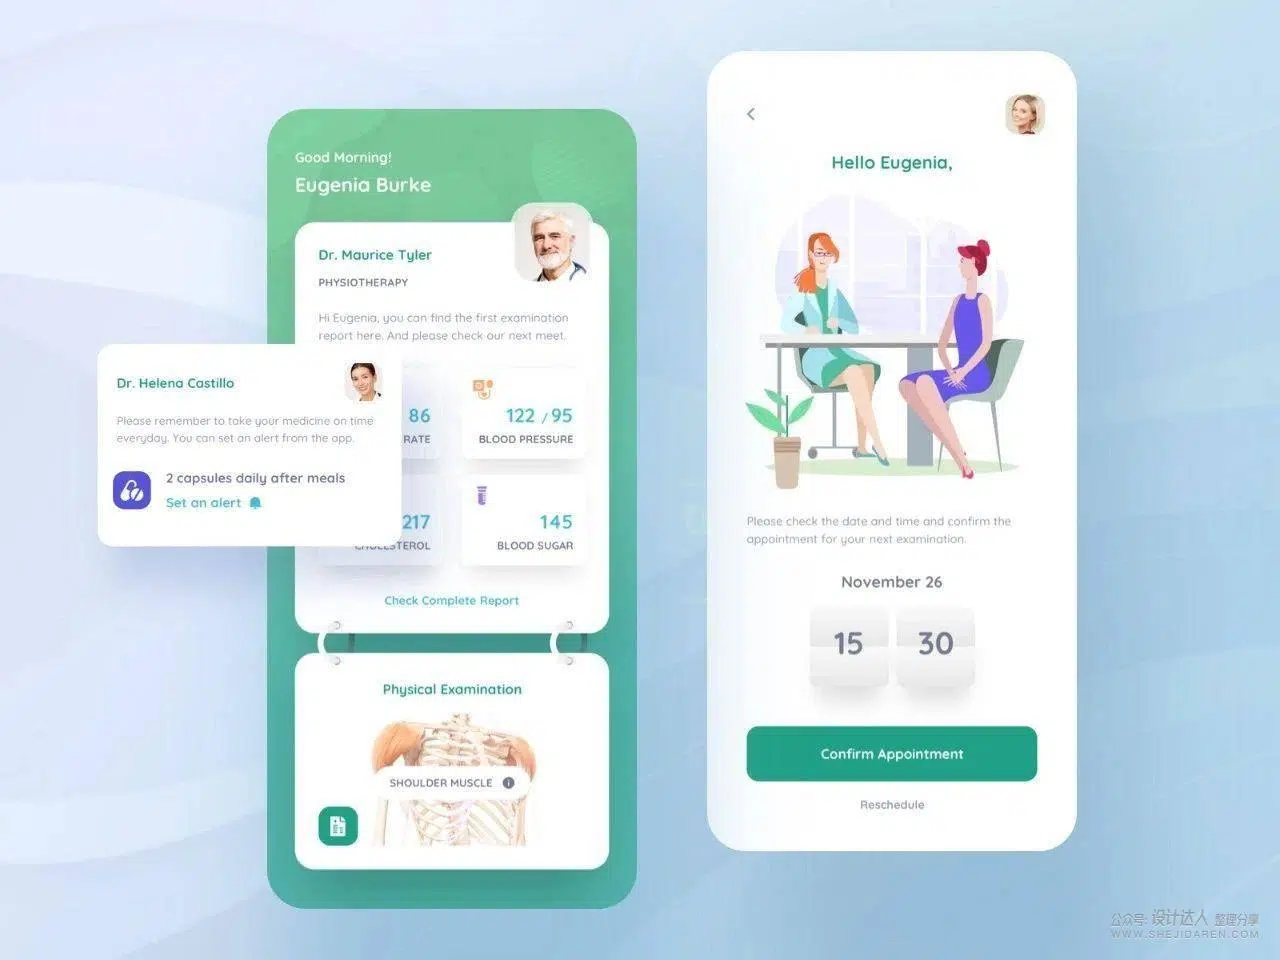 Good Morning!
Eugenia Burke
Dr. Maurice Tyler
PHYSIOTHERAPY
Hi Eugenia, you can find the first examination
report here. And please check our next meet.
Dr. Helena Castillo
Please remember to take your medicine on time
everyday. You can set an alert from the app.
2 capsules daily after meals
Set an alert
86
RATE
122 / 95
BLOOD PRESSURE
217
CHOLESTEROL
145
BLOOD SUGAR
Check Complete Report
Physical Examination
SHOULDER MUSCLE
Hello Eugenia,
Please check the date and time and confirm the
appointment for your next examination.
November 26
15 30
Confirm Appointment
Reschedule
公众号: 设计达人 整理分享
WWW.SHEJIDAREN.COM